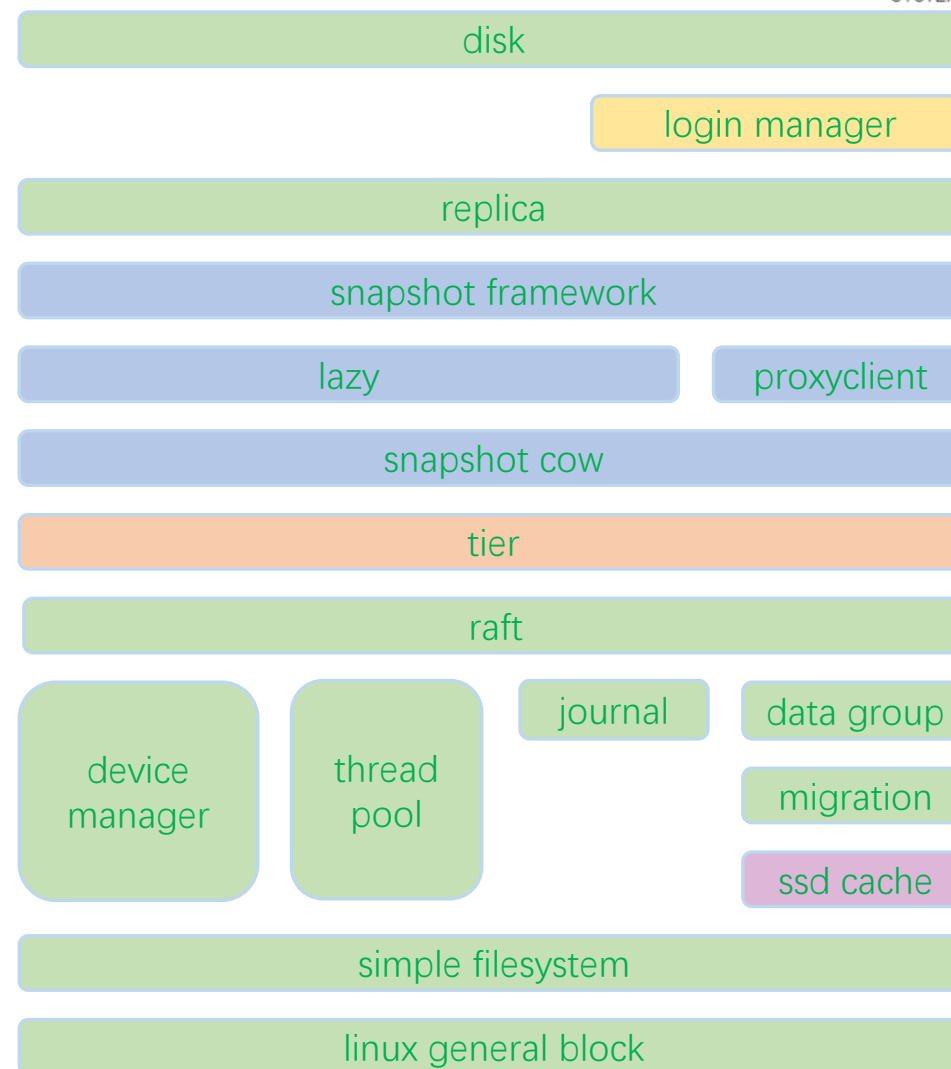 disk
login manager
replica
snapshot framework
lazy
proxyclient
snapshot cow
tier
raft
device
manager
thread
pool
journal
data group
migration
ssd cache
simple filesystem
linux general block